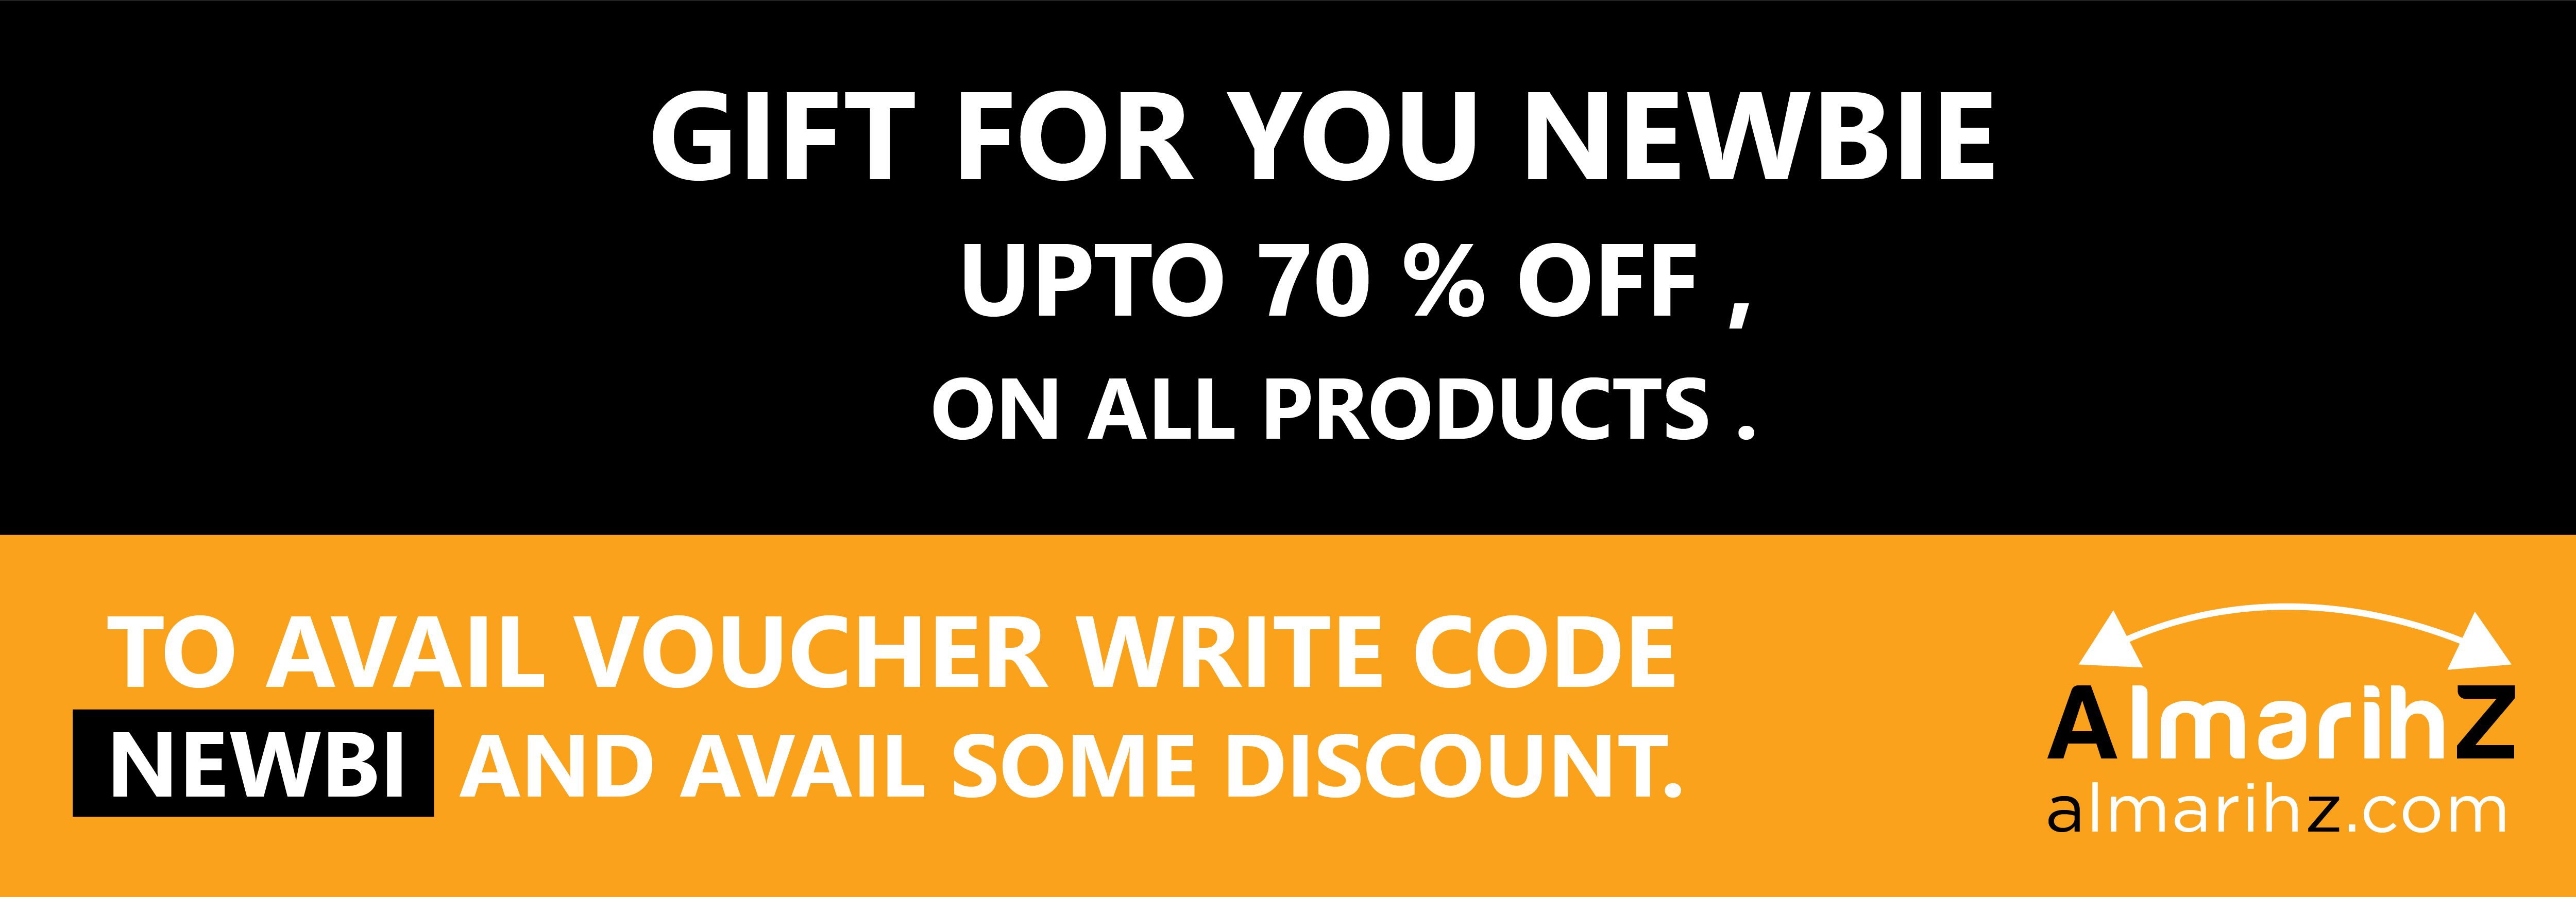 GIFT FOR YOU NEWBIE
UPTO 70 % OFF ,
ON ALL PRODUCTS .
TO AVAIL VOUCHER WRITE CODE
NEWBI AND AVAIL SOME DISCOUNT.
AlmarihZ
almarihz.com